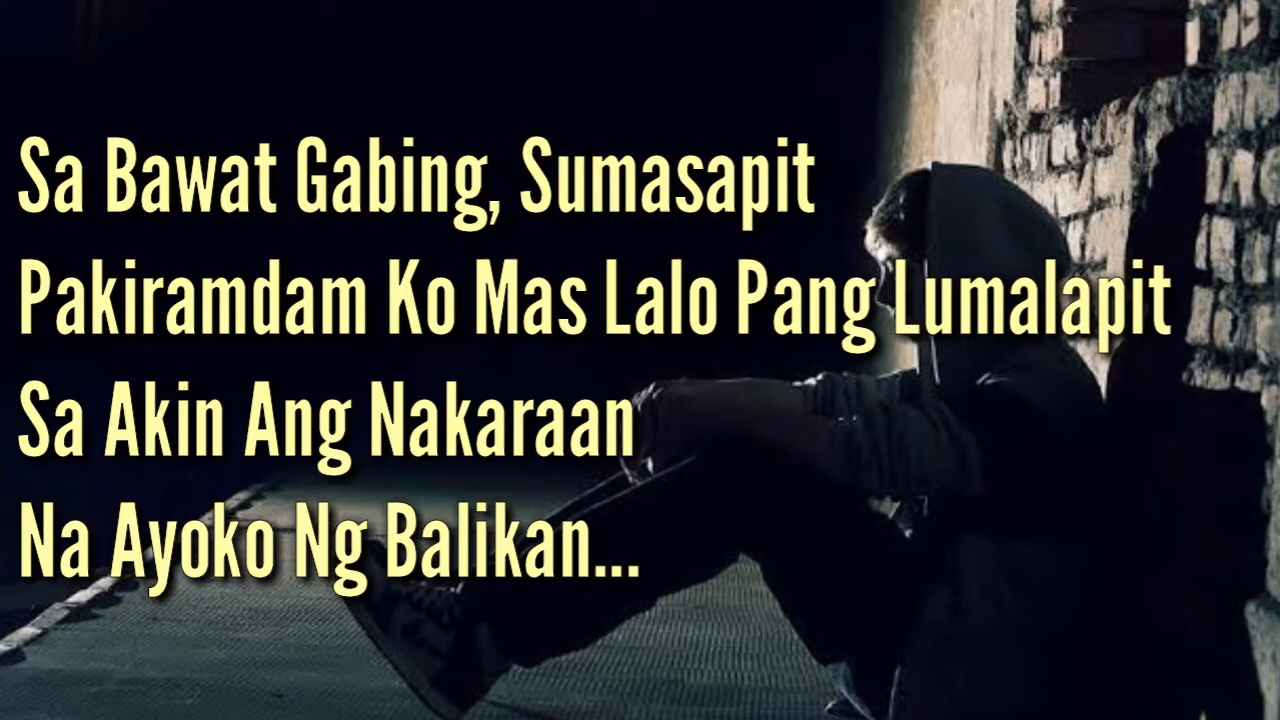 Sa Bawat Gabing, Sumasapit
Pakiramdam Ko Mas Lalo Pang Lumalapit
Sa Akin Ang Nakaraan
Na Ayoko Ng Balikan...